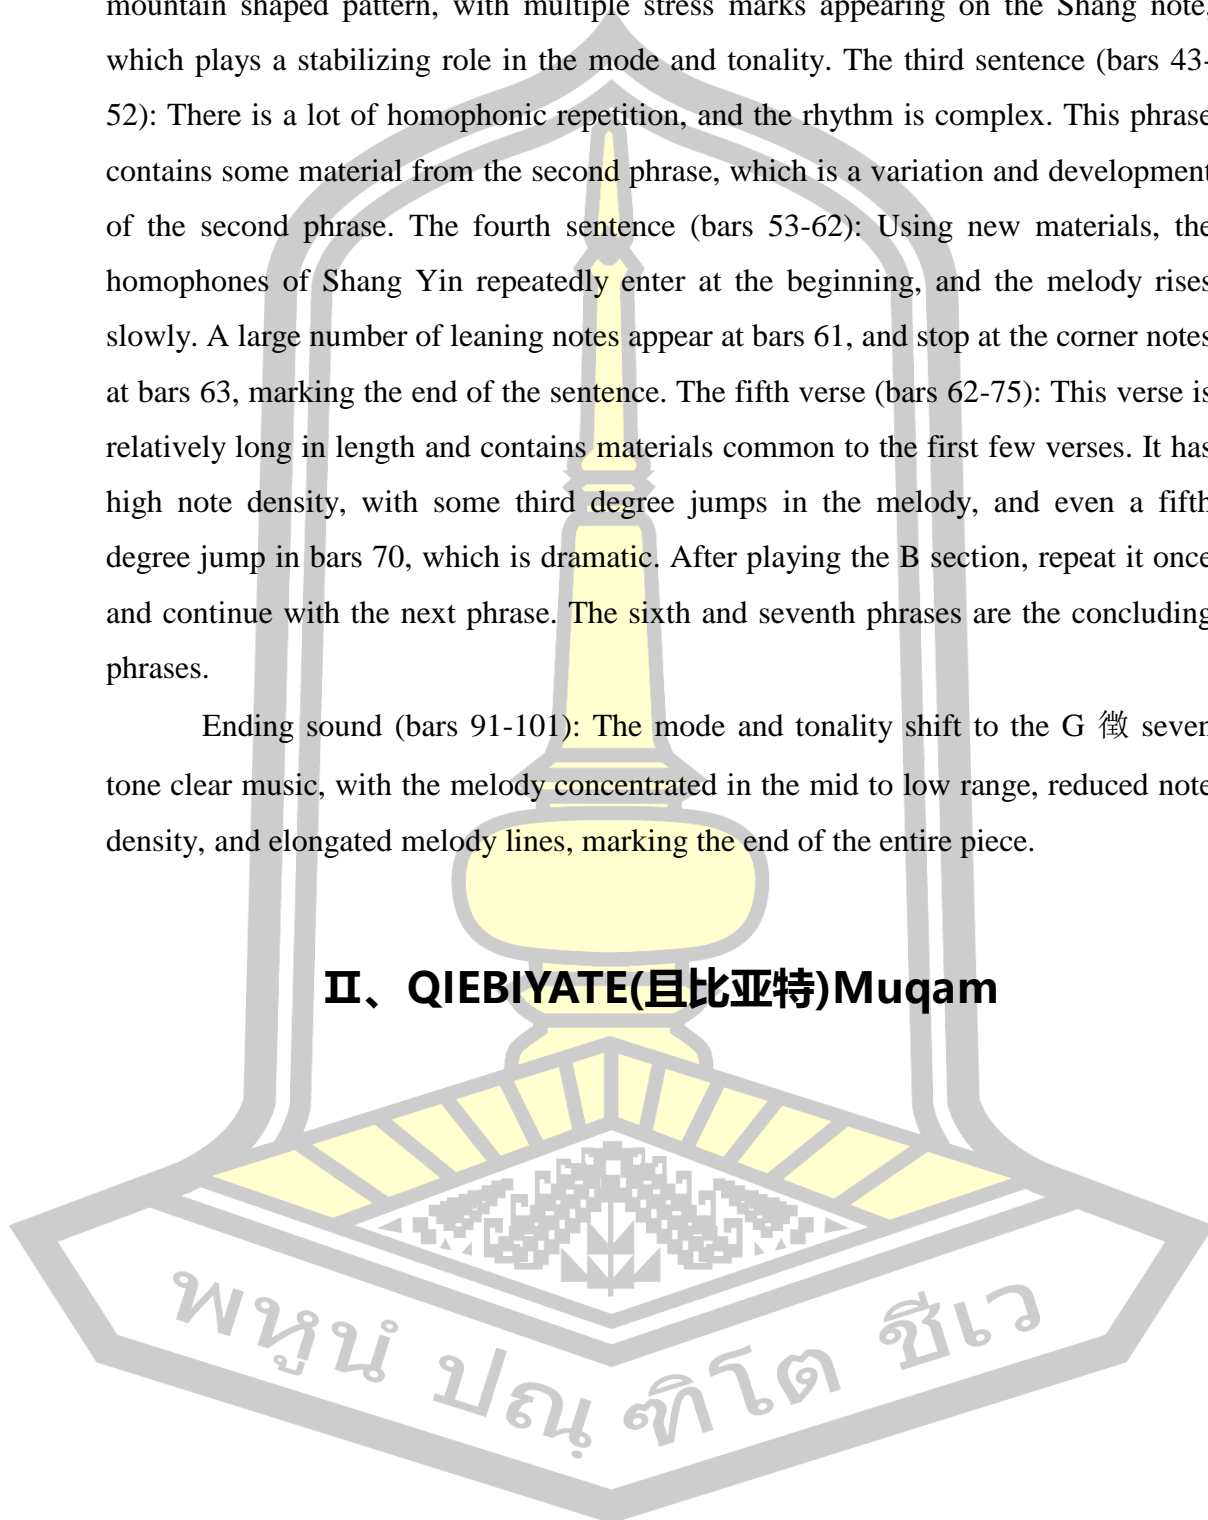 mountain shaped pattern, with multiple stress marks appearing on the Shang note,
which plays a stabilizing role in the mode and tonality. The third sentence (bars 43-
52): There is a lot of homophonic repetition, and the rhythm is complex. This phrase
contains some material from the second phrase, which is a variation and development
of the second phrase. The fourth sentence (bars 53-62): Using new materials, the
homophones of Shang Yin repeatedly enter at the beginning, and the melody rises
slowly. A large number of leaning notes appear at bars 61, and stop at the corner notes
at bars 63, marking the end of the sentence. The fifth verse (bars 62-75): This verse is
relatively long in length and contains materials common to the first few verses. It has
high note density, with some third degree jumps in the melody, and even a fifth
degree jump in bars 70, which is dramatic. After playing the B section, repeat it once
and continue with the next phrase. The sixth and seventh phrases are the concluding
phrases.
Ending sound (bars 91-101): The mode and tonality shift to the G 徵 seven
tone clear music, with the melody concentrated in the mid to low range, reduced note
density, and elongated melody lines, marking the end of the entire piece.
II、QIEBIYATE(且比亚特)Muqam
พหูนํ ปณฺฑิโต ชีเว